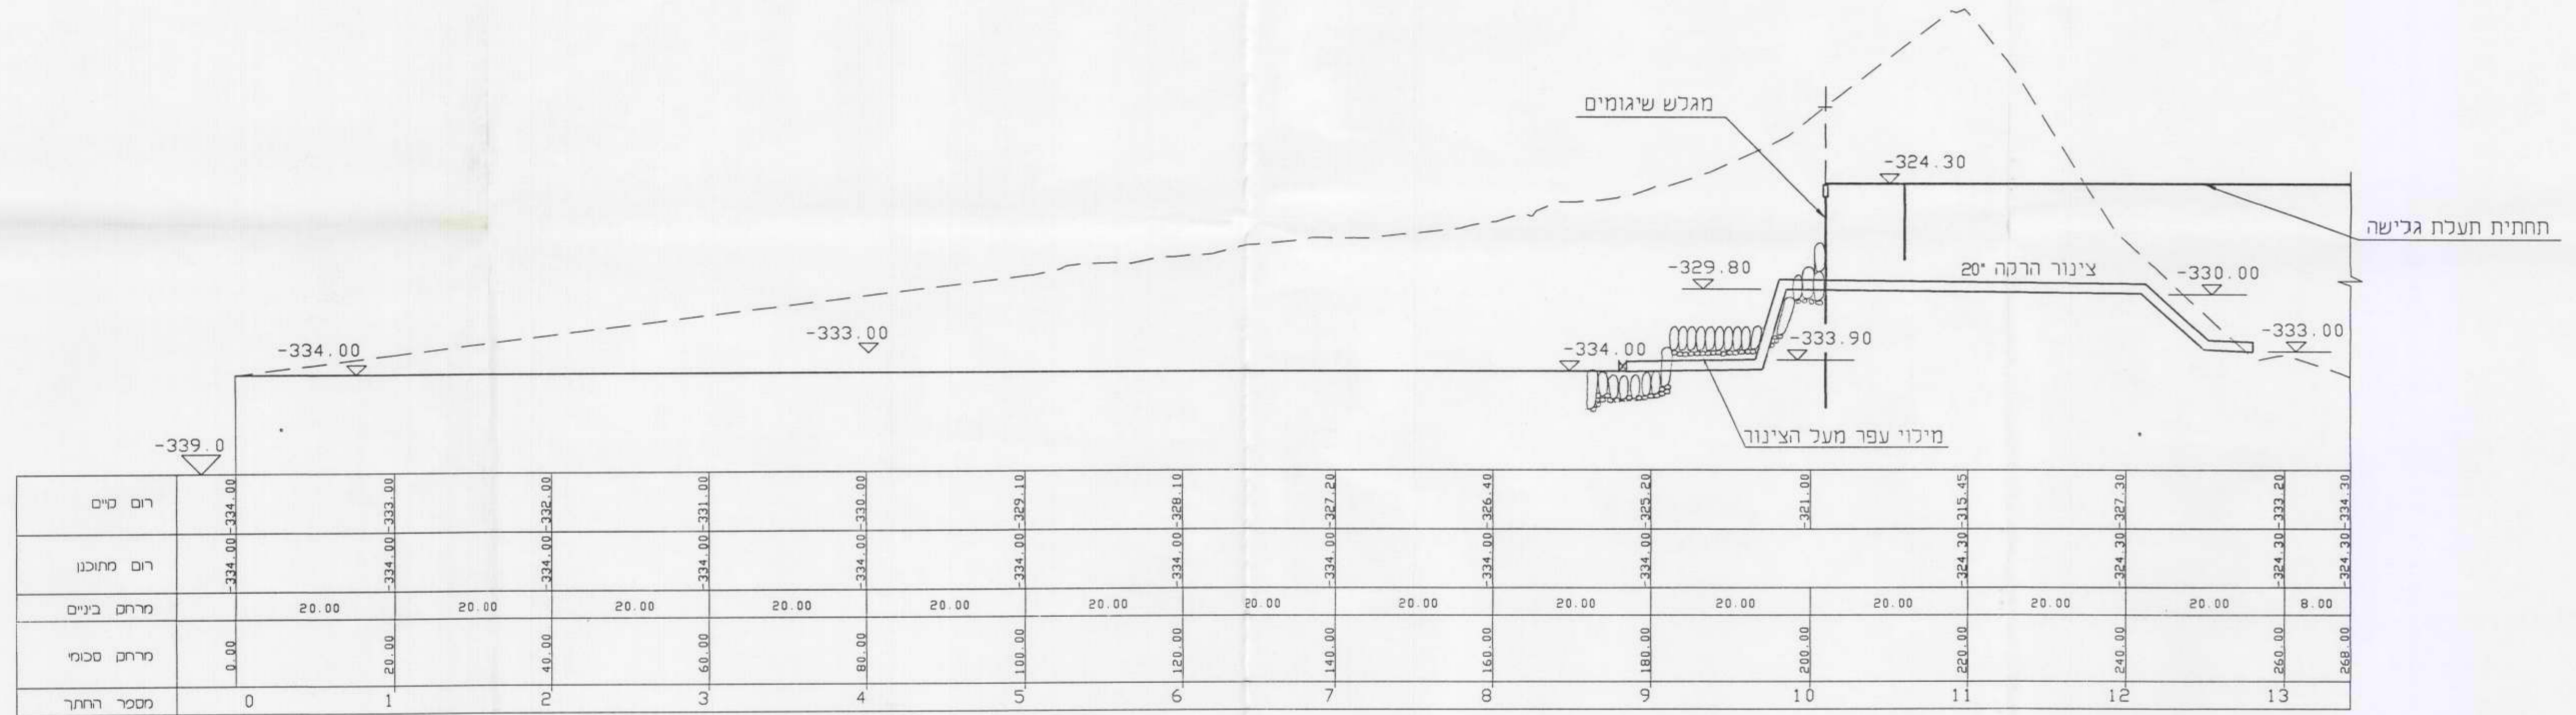 מגלש שיגומים
-324.30
תחתית תעלת גלישה
-329.80
צינור הרקה "20
-330.00
-334.00
-333.00
-334.00
-333.90
-333.00
מילוי עפר מעל הצינור
-339.0
רום קיים -334.00 -333.00 -332.00 -331.00 -330.00 -329.10 -328.10 -327.20 -326.40 -325.20 -321.00 -315.45 -327.30 -333.20 -334.30
רום מתוכנן -334.00 -334.00 -334.00 -334.00 -334.00 -334.00 -334.00 -334.00 -334.00 -334.00 -324.30 -324.30 -324.30 -324.30
מרחק ביניים 20.00 20.00 20.00 20.00 20.00 20.00 20.00 20.00 20.00 20.00 20.00 20.00 20.00 8.00
מרחק סכומי 0.00 20.00 40.00 60.00 80.00 100.00 120.00 140.00 160.00 180.00 200.00 220.00 240.00 260.00 268.00
מספר החתך 0 1 2 3 4 5 6 7 8 9 10 11 12 13